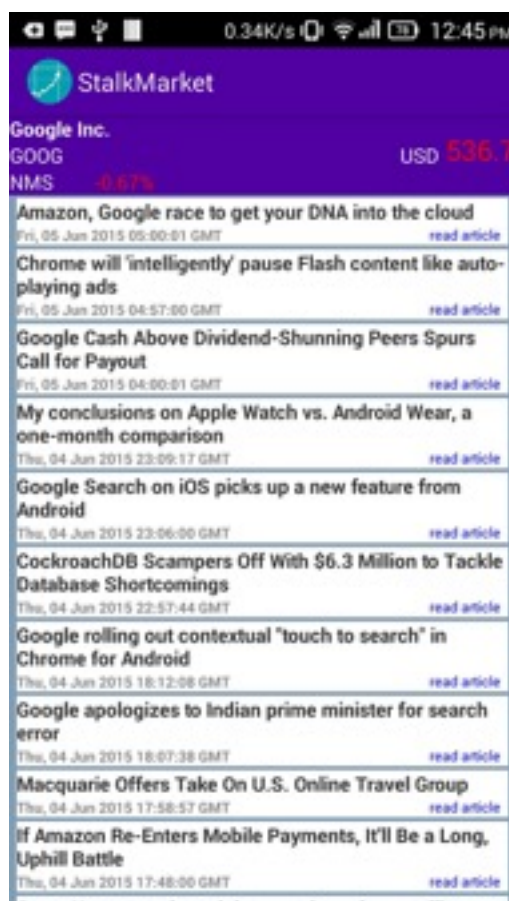 0.34K/s 12:45 PM
StalkMarket
Google Inc.
GOOG
USD 536.7
NMS -0.67%
Amazon, Google race to get your DNA into the cloud
Fri, 05 Jun 2015 05:00:01 GMT read article
Chrome will 'intelligently' pause Flash content like auto-
playing ads
Fri, 05 Jun 2015 04:57:00 GMT read article
Google Cash Above Dividend-Shunning Peers Spurs
Call for Payout
Fri, 05 Jun 2015 04:00:01 GMT read article
My conclusions on Apple Watch vs. Android Wear, a
one-month comparison
Thu, 04 Jun 2015 23:09:17 GMT read article
Google Search on iOS picks up a new feature from
Android
Thu, 04 Jun 2015 23:06:00 GMT read article
CockroachDB Scampers Off With $6.3 Million to Tackle
Database Shortcomings
Thu, 04 Jun 2015 22:57:44 GMT read article
Google rolling out contextual "touch to search" in
Chrome for Android
Thu, 04 Jun 2015 18:12:08 GMT read article
Google apologizes to Indian prime minister for search
error
Thu, 04 Jun 2015 18:07:38 GMT read article
Macquarie Offers Take On U.S. Online Travel Group
Thu, 04 Jun 2015 17:58:57 GMT read article
If Amazon Re-Enters Mobile Payments, It'll Be a Long,
Uphill Battle
Thu, 04 Jun 2015 17:48:00 GMT read article